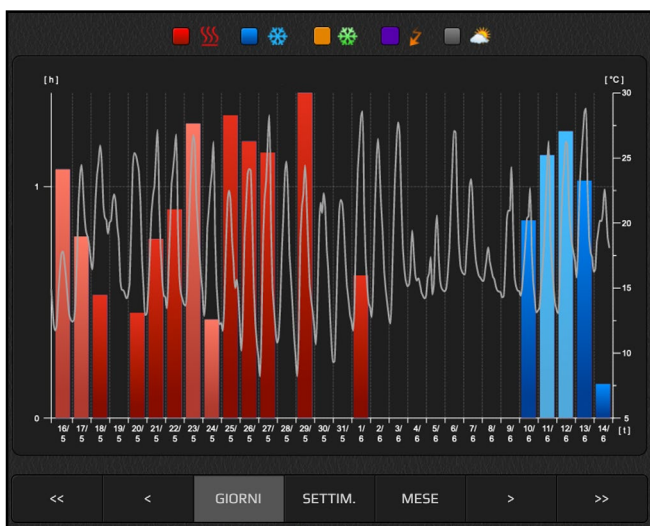 [h] [°C]
30
25
1
20
15
10
0 5
16/ 17/ 18/ 19/ 20/ 21/ 22/ 23/ 24/ 25/ 26/ 27/ 28/ 29/ 30/ 31/ 1/ 2/ 3/ 4/ 5/ 6/ 7/ 8/ 9/ 10/ 11/ 12/ 13/ 14/ [t]
5 5 5 5 5 5 5 5 5 5 5 5 5 5 5 5 6 6 6 6 6 6 6 6 6 6 6 6 6 6
<< < GIORNI SETTIM. MESE > >>